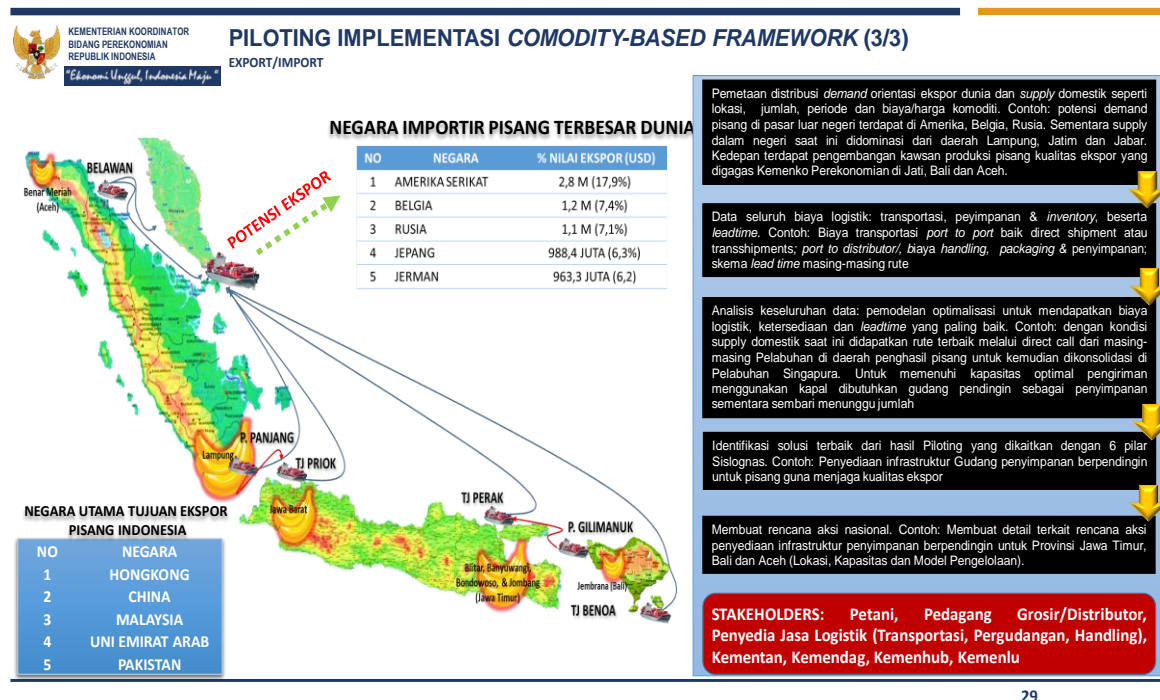 KEMENTERIAN KOORDINATOR
BIDANG PEREKONOMIAN
REPUBLIK INDONESIA
"Ekonomi Unggul, Indonesia Maju"
PILOTING IMPLEMENTASI COMODITY-BASED FRAMEWORK (3/3)
EXPORT/IMPORT
NEGARA IMPORTIR PISANG TERBESAR DUNIA
NO NEGARA % NILAI EKSPOR (USD)
1 AMERIKA SERIKAT 2,8 M (17,9%)
2 BELGIA 1,2 M (7,4%)
3 RUSIA 1,1 M (7,1%)
4 JEPANG 988,4 JUTA (6,3%)
5 JERMAN 963,3 JUTA (6,2)
POTENSI EKSPOR
BELAWAN
Benar Meriah
(Aceh)
P. PANJANG
Lampung
TJ PRIOK
Jawa Barat
TJ PERAK
P. GILIMANUK
Blitar, Banyuwangi,
Bondowoso, & Jombang
(Jawa Timur)
Jembrana (Bali)
TJ BENOA
NEGARA UTAMA TUJUAN EKSPOR
PISANG INDONESIA
NO NEGARA
1 HONGKONG
2 CHINA
3 MALAYSIA
4 UNI EMIRAT ARAB
5 PAKISTAN
Pemetaan distribusi demand orientasi ekspor dunia dan supply domestik seperti
lokasi, jumlah, periode dan biaya/harga komoditi. Contoh: potensi demand
pisang di pasar luar negeri terdapat di Amerika, Belgia, Rusia. Sementara supply
dalam negeri saat ini didominasi dari daerah Lampung, Jatim dan Jabar.
Kedepan terdapat pengembangan kawsan produksi pisang kualitas ekspor yang
digagas Kemenko Perekonomian di Jati, Bali dan Aceh.
Data seluruh biaya logistik: transportasi, peyimpanan & inventory, beserta
leadtime. Contoh: Biaya transportasi port to port baik direct shipment atau
transshipments; port to distributor/, biaya handling, packaging & penyimpanan;
skema lead time masing-masing rute
Analisis keseluruhan data: pemodelan optimalisasi untuk mendapatkan biaya
logistik, ketersediaan dan leadtime yang paling baik. Contoh: dengan kondisi
supply domestik saat ini didapatkan rute terbaik melalui direct call dari masing-
masing Pelabuhan di daerah penghasil pisang untuk kemudian dikonsolidasi di
Pelabuhan Singapura. Untuk memenuhi kapasitas optimal pengiriman
menggunakan kapal dibutuhkan gudang pendingin sebagai penyimpanan
sementara sembari menunggu jumlah
Identifikasi solusi terbaik dari hasil Piloting yang dikaitkan dengan 6 pilar
Sislognas. Contoh: Penyediaan infrastruktur Gudang penyimpanan berpendingin
untuk pisang guna menjaga kualitas ekspor
Membuat rencana aksi nasional. Contoh: Membuat detail terkait rencana aksi
penyediaan infrastruktur penyimpanan berpendingin untuk Provinsi Jawa Timur,
Bali dan Aceh (Lokasi, Kapasitas dan Model Pengelolaan).
STAKEHOLDERS: Petani, Pedagang Grosir/Distributor,
Penyedia Jasa Logistik (Transportasi, Pergudangan, Handling),
Kementan, Kemendag, Kemenhub, Kemenlu
29